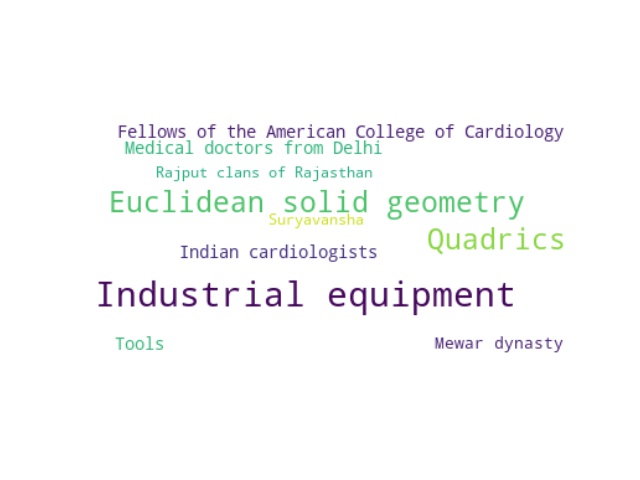 Fellows of the American College of Cardiology
Medical doctors from Delhi
Rajput clans of Rajasthan
Euclidean solid geometry
Suryavansha
Quadrics
Indian cardiologists
Industrial equipment
Tools
Mewar dynasty